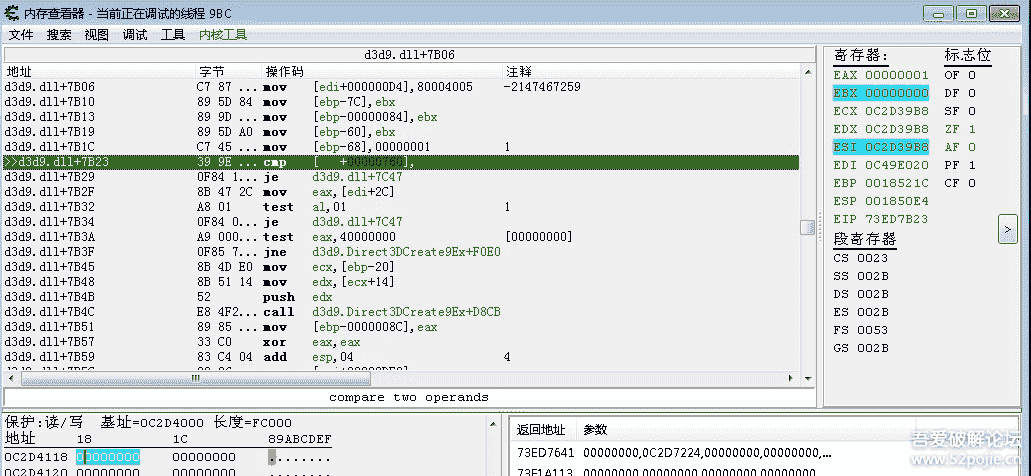 内存查看器 - 当前正在调试的线程 9BC
文件 搜索 视图 调试 工具 内核工具
d3d9.dll+7B06
地址 字节 操作码 注释
d3d9.dll+7B06 C7 87 ... mov [edi+000000D4],80004005 -2147467259
d3d9.dll+7B10 89 5D 84 mov [ebp-7C],ebx
d3d9.dll+7B13 89 9D ... mov [ebp-00000084],ebx
d3d9.dll+7B19 89 5D A0 mov [ebp-60],ebx
d3d9.dll+7B1C C7 45 ... mov [ebp-68],00000001 1
>>d3d9.dll+7B23 39 9E ... cmp [ +00000760],
d3d9.dll+7B29 0F84 1... je d3d9.dll+7C47
d3d9.dll+7B2F 8B 47 2C mov eax,[edi+2C]
d3d9.dll+7B32 A8 01 test al,01 1
d3d9.dll+7B34 0F84 0... je d3d9.dll+7C47
d3d9.dll+7B3A A9 000... test eax,40000000 [00000000]
d3d9.dll+7B3F 0F85 7... jne d3d9.Direct3DCreate9Ex+F0E0
d3d9.dll+7B45 8B 4D E0 mov ecx,[ebp-20]
d3d9.dll+7B48 8B 51 14 mov edx,[ecx+14]
d3d9.dll+7B4B 52 push edx
d3d9.dll+7B4C E8 4F2... call d3d9.Direct3DCreate9Ex+D8CB
d3d9.dll+7B51 89 85 ... mov [ebp-0000008C],eax
d3d9.dll+7B57 33 C0 xor eax,eax
d3d9.dll+7B59 83 C4 04 add esp,04 4
compare two operands
寄存器: 标志位
EAX 00000001 OF 0
EBX 00000000 DF 0
ECX 0C2D39B8 SF 0
EDX 0C2D39B8 ZF 1
ESI 0C2D39B8 AF 0
EDI 0C49E020 PF 1
EBP 0018521C CF 0
ESP 001850E4
EIP 73ED7B23
段寄存器
CS 0023
SS 002B
DS 002B
ES 002B
FS 0053
GS 002B
>
保护:读/写 基址=0C2D4000 长度=FC000
地址 18 1C 89ABCDEF
0C2D4118 00000000 00000000 ........
0C2D4120 00000000 00000000 ........
返回地址 参数
73ED7641 00000000,0C2D7224,00000000,00000000,...
73F1A113 00000000,00000000,00000000,00000000,...
吾爱破解论坛
www.52pojie.cn